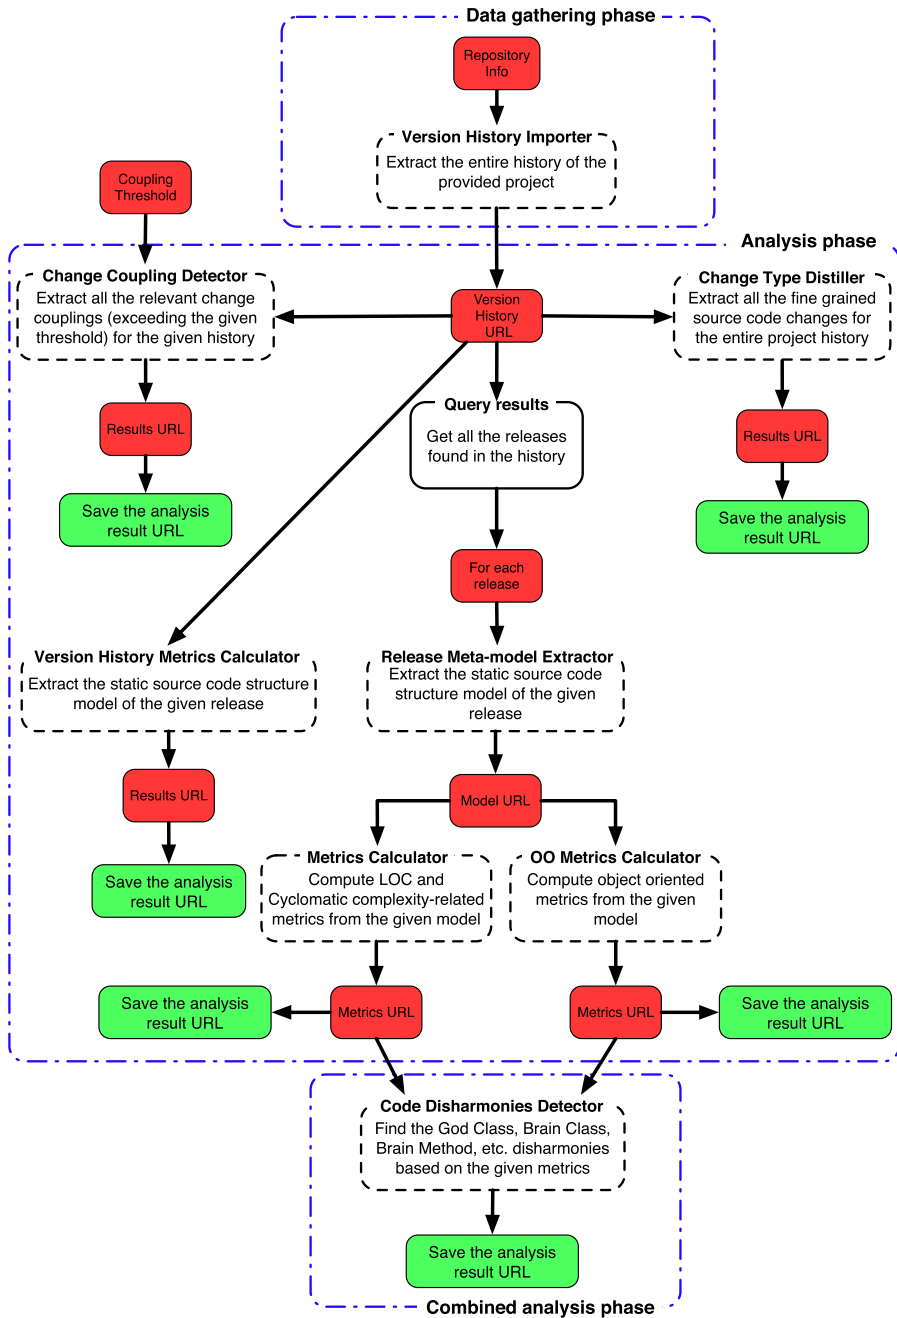 Data gathering phase
Repository
Info
Version History Importer
Extract the entire history of the
provided project
Coupling
Threshold
Analysis phase
Change Coupling Detector
Extract all the relevant change
couplings (exceeding the given
threshold) for the given history
Version
History
URL
Change Type Distiller
Extract all the fine grained
source code changes for
the entire project history
Results URL
Save the analysis
result URL
Query results
Get all the releases
found in the history
Results URL
Save the analysis
result URL
For each
release
Version History Metrics Calculator
Extract the static source code structure
model of the given release
Release Meta-model Extractor
Extract the static source code
structure model of the given
release
Results URL
Save the analysis
result URL
Model URL
Metrics Calculator
Compute LOC and
Cyclomatic complexity-related
metrics from the given model
OO Metrics Calculator
Compute object oriented
metrics from the given
model
Save the analysis
result URL
Metrics URL
Metrics URL
Save the analysis
result URL
Code Disharmonies Detector
Find the God Class, Brain Class,
Brain Method, etc. disharmonies
based on the given metrics
Save the analysis
result URL
Combined analysis phase